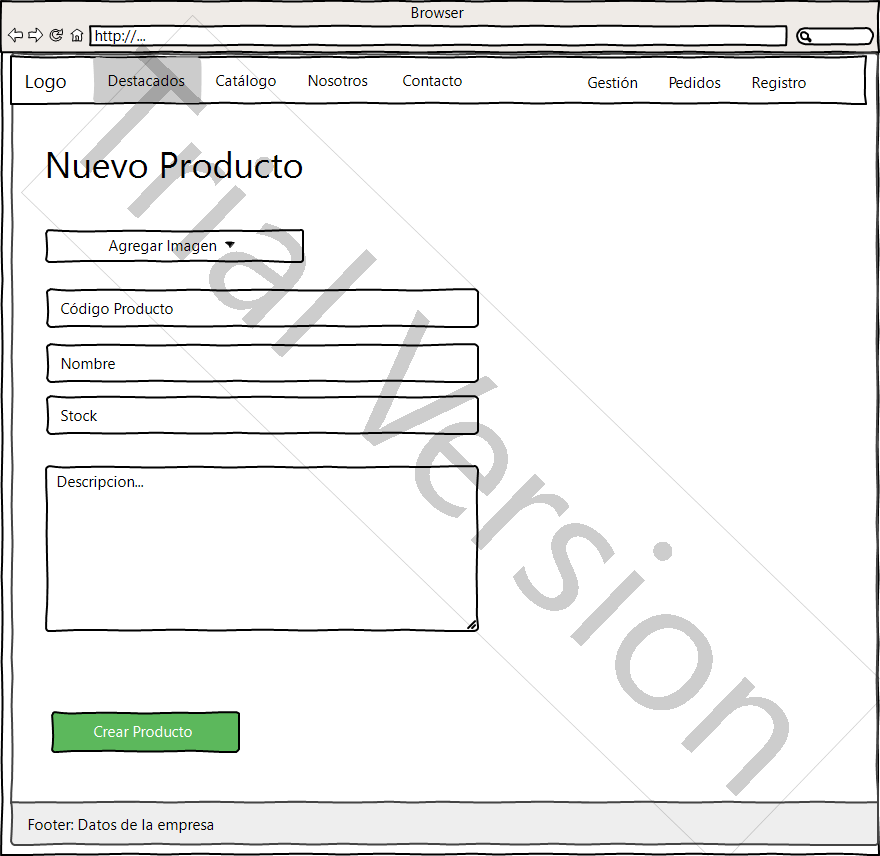 Browser
http://...
Logo Destacados Catálogo Nosotros Contacto Gestión Pedidos Registro
Nuevo Producto
Agregar Imagen
Código Producto
Nombre
Stock
Descripcion...
Crear Producto
Footer: Datos de la empresa
Trial Version